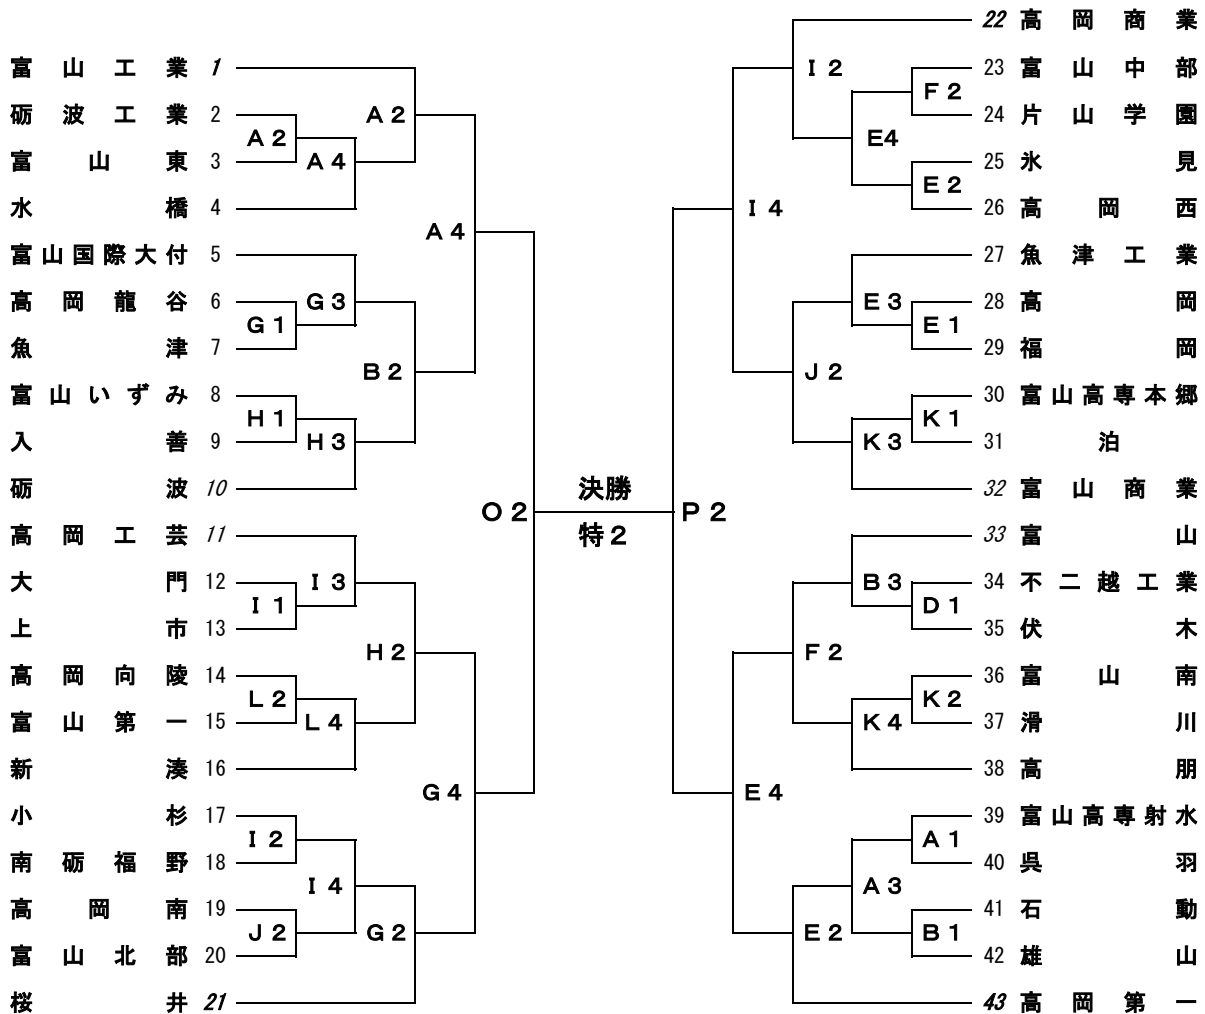 富山工業 1
砺波工業 2
富山東 3
水橋 4
富山国際大付 5
高岡龍谷 6
魚津 7
富山いずみ 8
入善 9
砺波 10
高岡工芸 11
大門 12
上市 13
高岡向陵 14
富山第一 15
新湊 16
小杉 17
南砺福野 18
高岡南 19
富山北部 20
桜井 21
A2
G1
H1
I1
L2
I2
J2
A4
G3
H3
I3
L4
I4
A2
B2
H2
G2
A4
G4
O2
決勝
特2
P2
I4
E4
I2
J2
F2
E2
E4
E3
K3
B3
K4
A3
F2
E2
E1
K1
D1
K2
A1
B1
22 高岡商業
23 富山中部
24 片山学園
25 氷見
26 高岡西
27 魚津工業
28 高岡
29 福岡
30 富山高専本郷
31 泊
32 富山商業
33 富山
34 不二越工業
35 伏木
36 富山南
37 滑川
38 高朋
39 富山高専射水
40 呉羽
41 石動
42 雄山
43 高岡第一